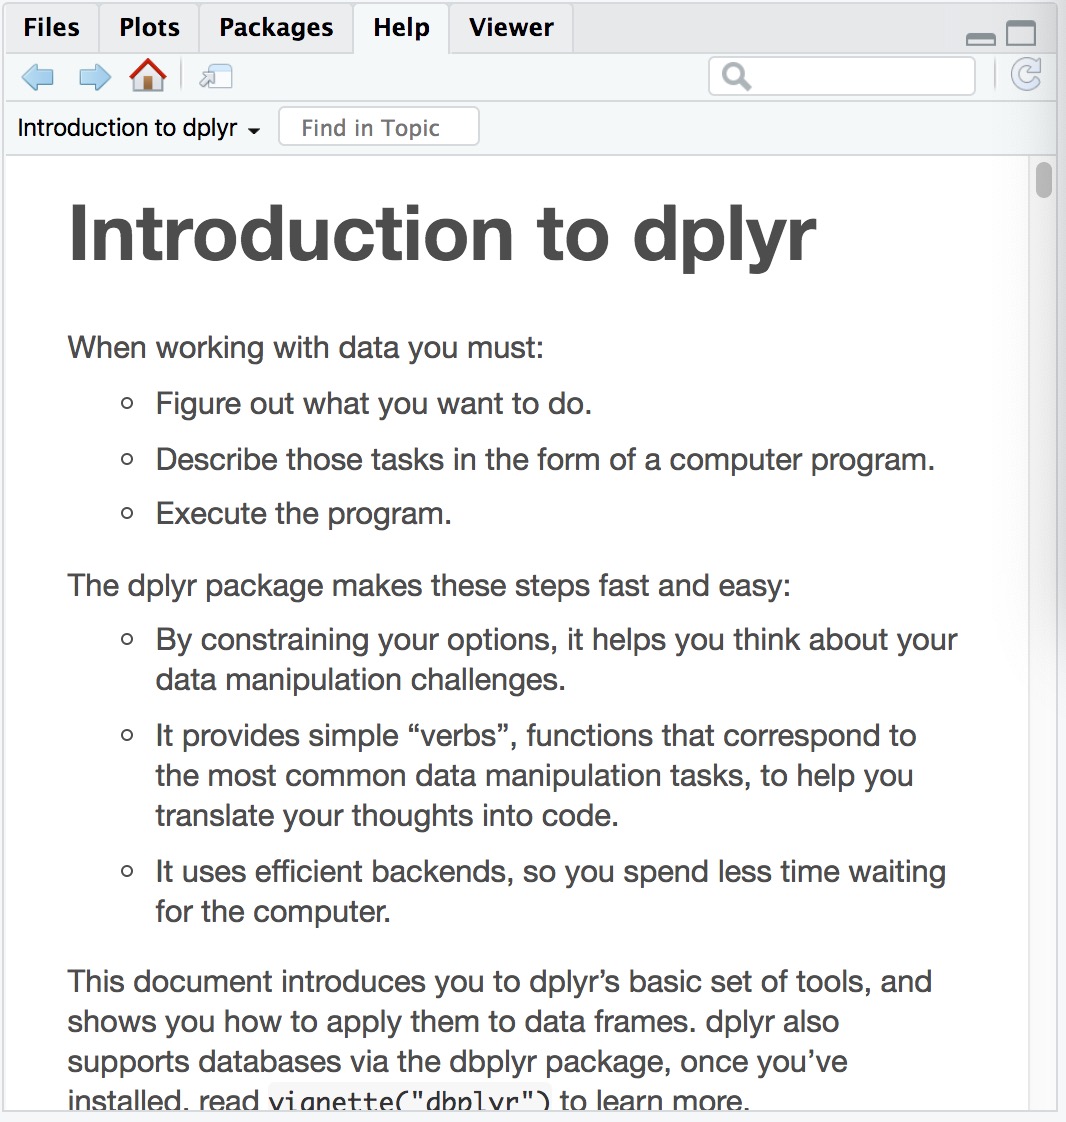 Files Plots Packages Help Viewer
Introduction to dplyr Find in Topic
Introduction to dplyr
When working with data you must:
Figure out what you want to do.
Describe those tasks in the form of a computer program.
Execute the program.
The dplyr package makes these steps fast and easy:
By constraining your options, it helps you think about your
data manipulation challenges.
It provides simple “verbs”, functions that correspond to
the most common data manipulation tasks, to help you
translate your thoughts into code.
It uses efficient backends, so you spend less time waiting
for the computer.
This document introduces you to dplyr’s basic set of tools, and
shows you how to apply them to data frames. dplyr also
supports databases via the dbplyr package, once you’ve
installed, read vignette("dbplyr") to learn more.